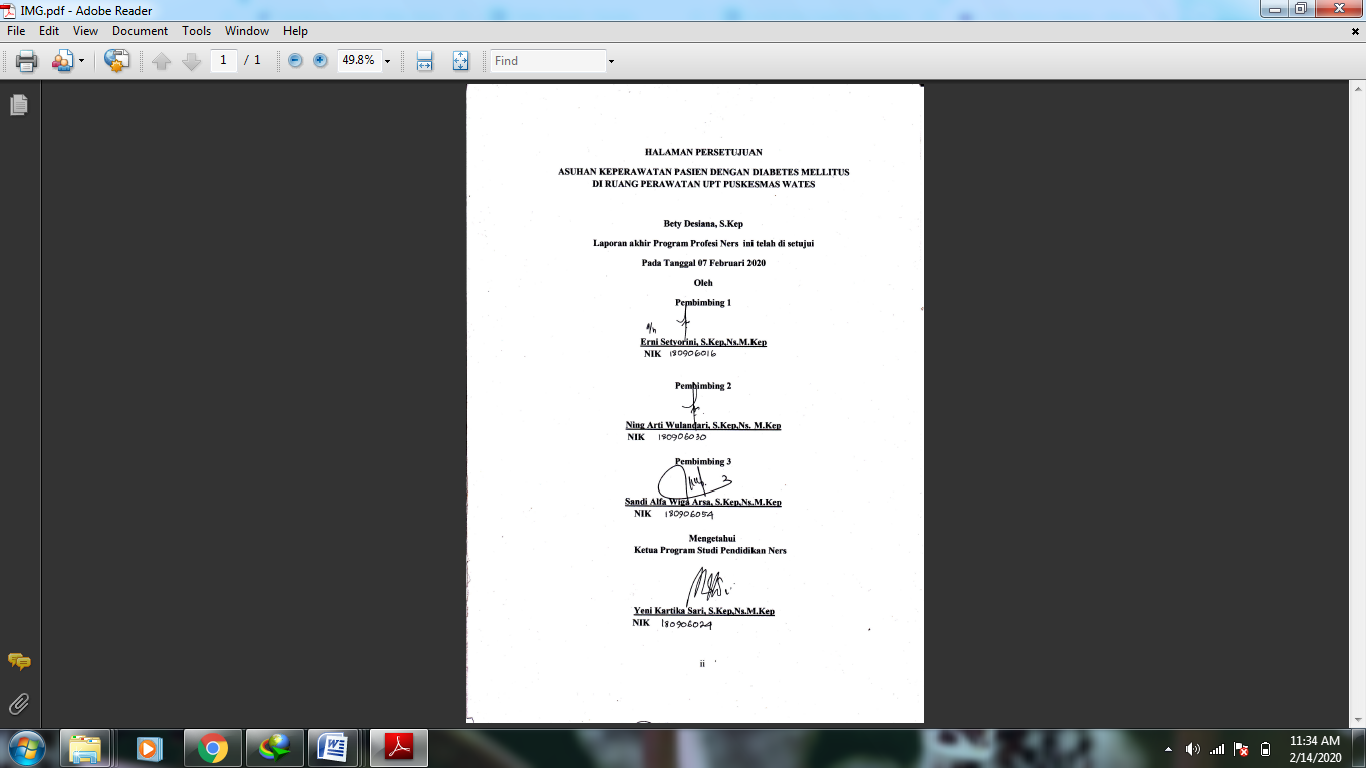 IMG.pdf - Adobe Reader
File Edit View Document Tools Window Help
1 / 1 49.8% Find
HALAMAN PERSETUJUAN
ASUHAN KEPERAWATAN PASIEN DENGAN DIABETES MELLITUS
DI RUANG PERAWATAN UPT PUSKESMAS WATES
Bety Desiana, S.Kep
Laporan akhir Program Profesi Ners ini telah di setujui
Pada Tanggal 07 Februari 2020
Oleh
Pembimbing 1
a/n
Erni Setyorini, S.Kep,Ns.M.Kep
NIK 180906016
Pembimbing 2
Ning Arti Wulandari, S.Kep,Ns. M.Kep
NIK 180906030
Pembimbing 3
Sandi Alfa Wiga Arsa, S.Kep,Ns.M.Kep
NIK 180906054
Mengetahui
Ketua Program Studi Pendidikan Ners
Yeni Kartika Sari, S.Kep,Ns.M.Kep
NIK 180906024
ii
11:34 AM
2/14/2020